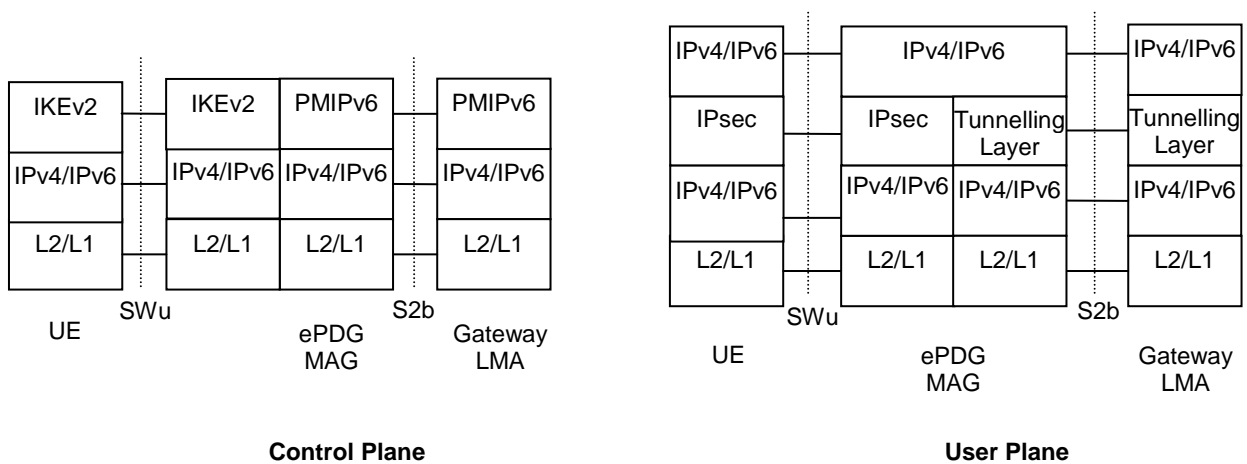 IKEv2 IKEv2 PMIPv6 PMIPv6
IPv4/IPv6 IPv4/IPv6 IPv4/IPv6 IPv4/IPv6
L2/L1 L2/L1 L2/L1 L2/L1
SWu S2b
UE ePDG Gateway
MAG LMA
Control Plane
IPv4/IPv6 IPv4/IPv6 IPv4/IPv6
IPsec IPsec Tunnelling Tunnelling
Layer Layer
IPv4/IPv6 IPv4/IPv6 IPv4/IPv6 IPv4/IPv6
L2/L1 L2/L1 L2/L1 L2/L1
SWu S2b
UE ePDG Gateway
MAG LMA
User Plane